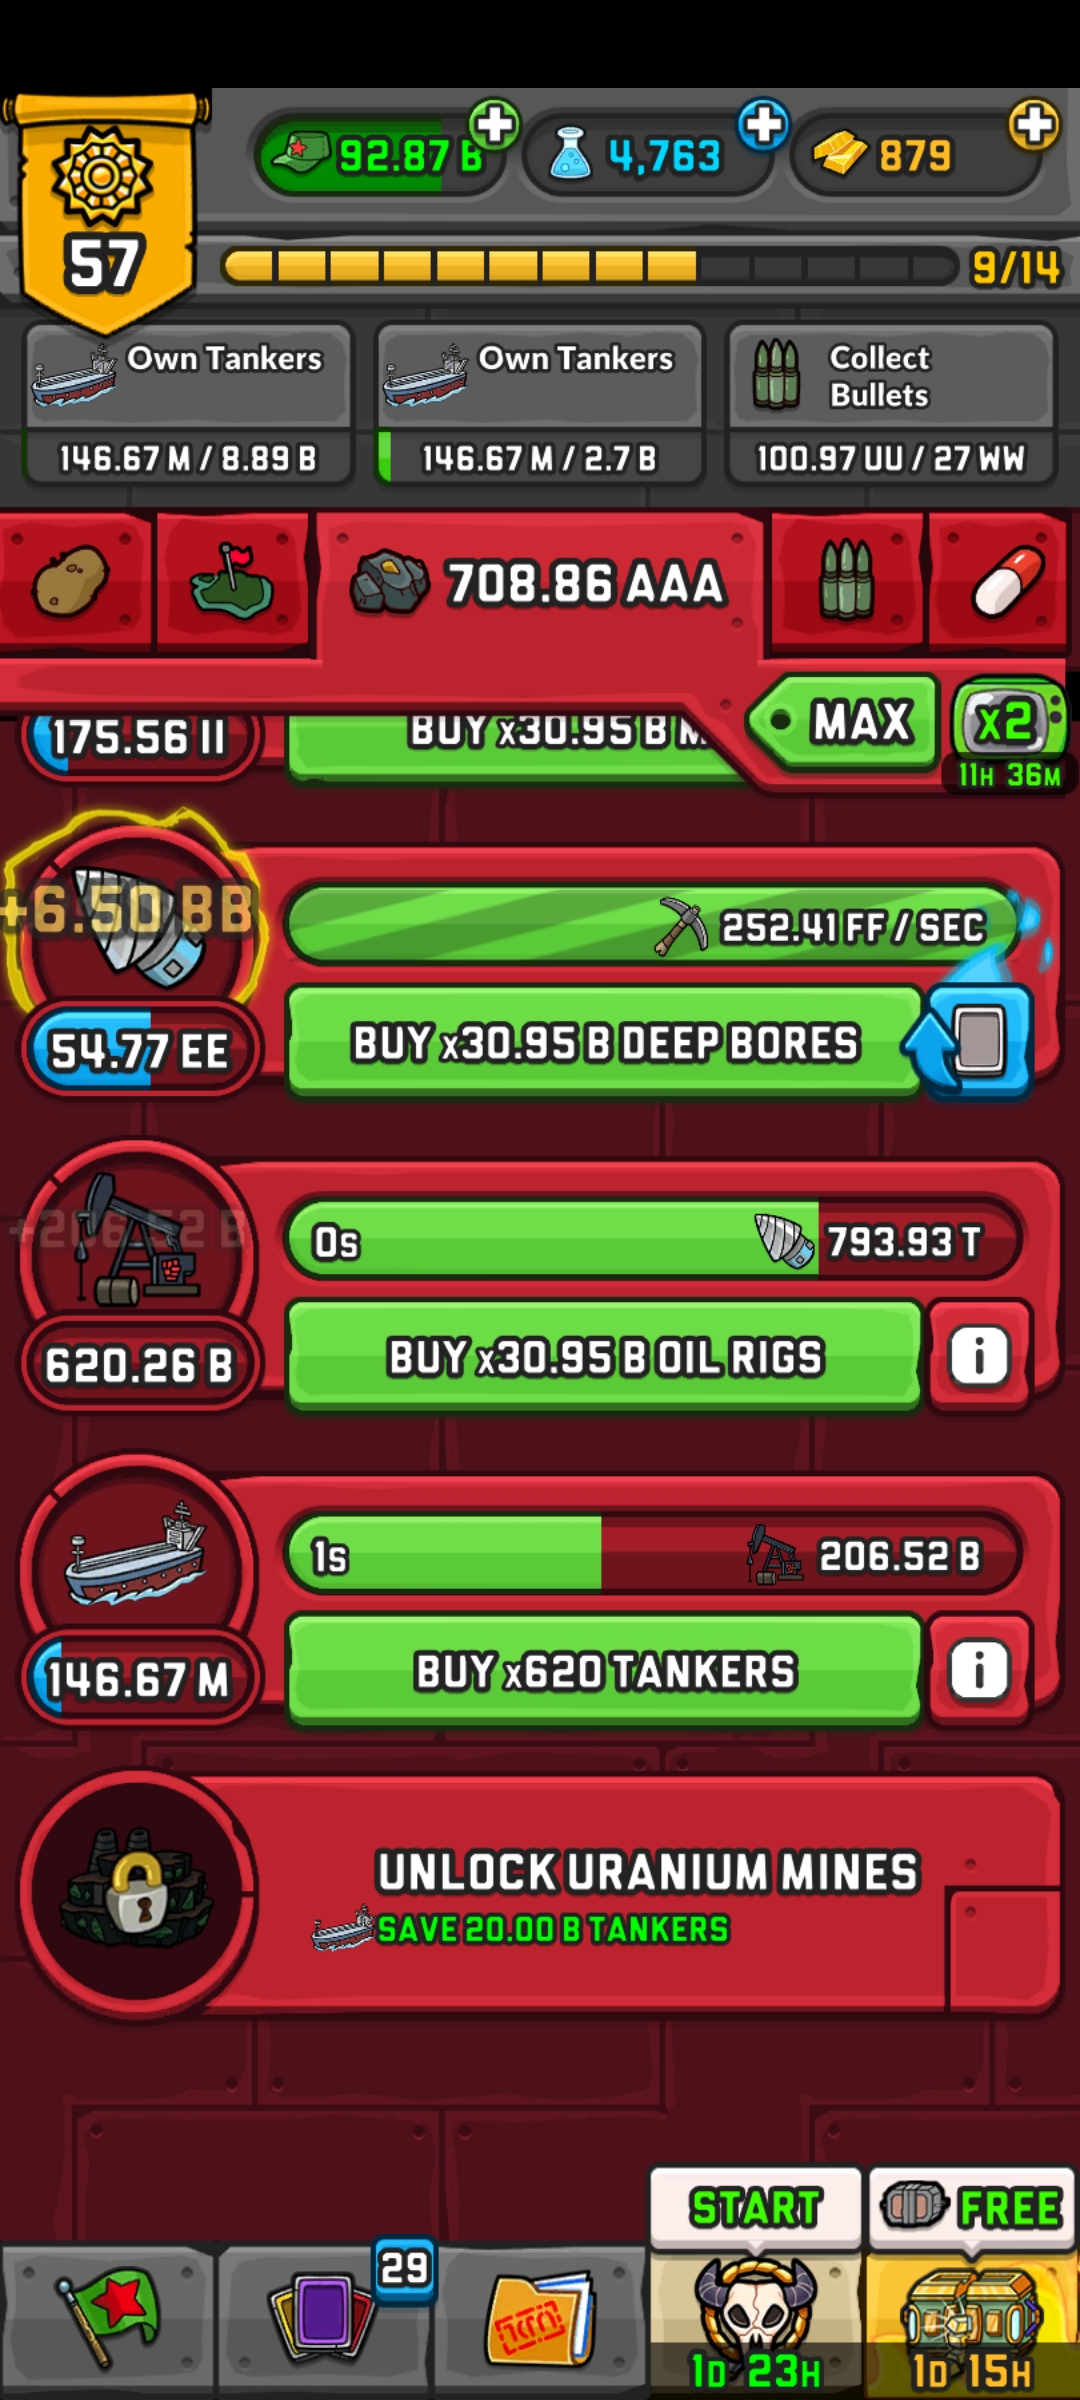 92.87 B
4,763
879
57
9/14
Own Tankers
146.67 M / 8.89 B
Own Tankers
146.67 M / 2.7 B
Collect
Bullets
100.97 UU / 27 WW
708.86 AAA
MAX
x2
11H 36M
175.56 II
BUY x30.95 B M
+6.50 BB
252.41 FF / SEC
54.77 EE
BUY x30.95 B DEEP BORES
+206.52 B
0s
793.93 T
620.26 B
BUY x30.95 B OIL RIGS
i
1s
206.52 B
146.67 M
BUY x620 TANKERS
i
UNLOCK URANIUM MINES
SAVE 20.00 B TANKERS
START
FREE
29
1D 23H
1D 15H